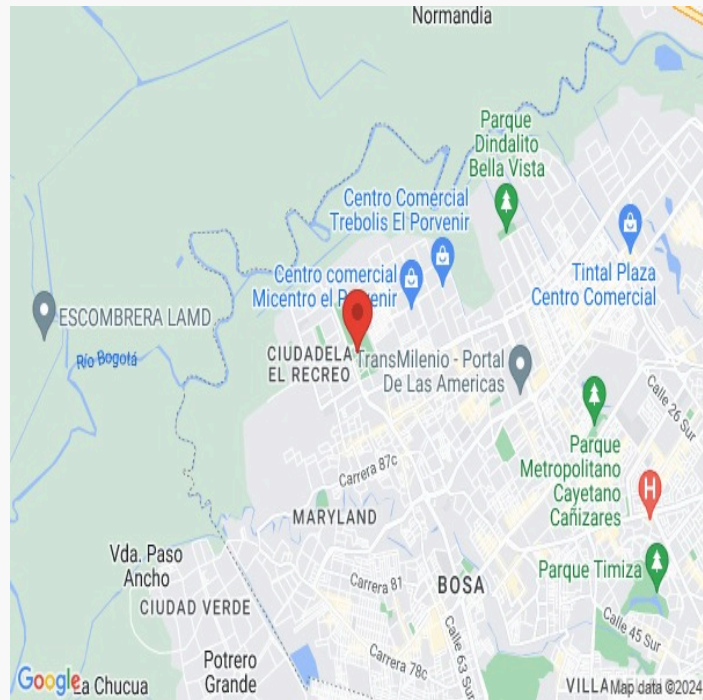 Normandia
Parque
Dindalito
Bella Vista
Centro Comercial
Trebolis El Porvenir
Tintal Plaza
Centro Comercial
Centro comercial
Micentro el Porvenir
ESCOMBRERA LAMD
Río Bogotá
CIUDADELA
EL RECREO
TransMilenio - Portal
De Las Americas
Calle 26 Sur
Parque
Metropolitano
Cayetano
Cañizares
H
Carrera 87c
MARYLAND
Vda. Paso
Ancho
CIUDAD VERDE
Carrera 81
BOSA
Parque Timiza
Calle 45 Sur
Calle 63 Sur
Carrera 78c
Potrero
Grande
Google
La Chucua
VILLA
Map data ©2024